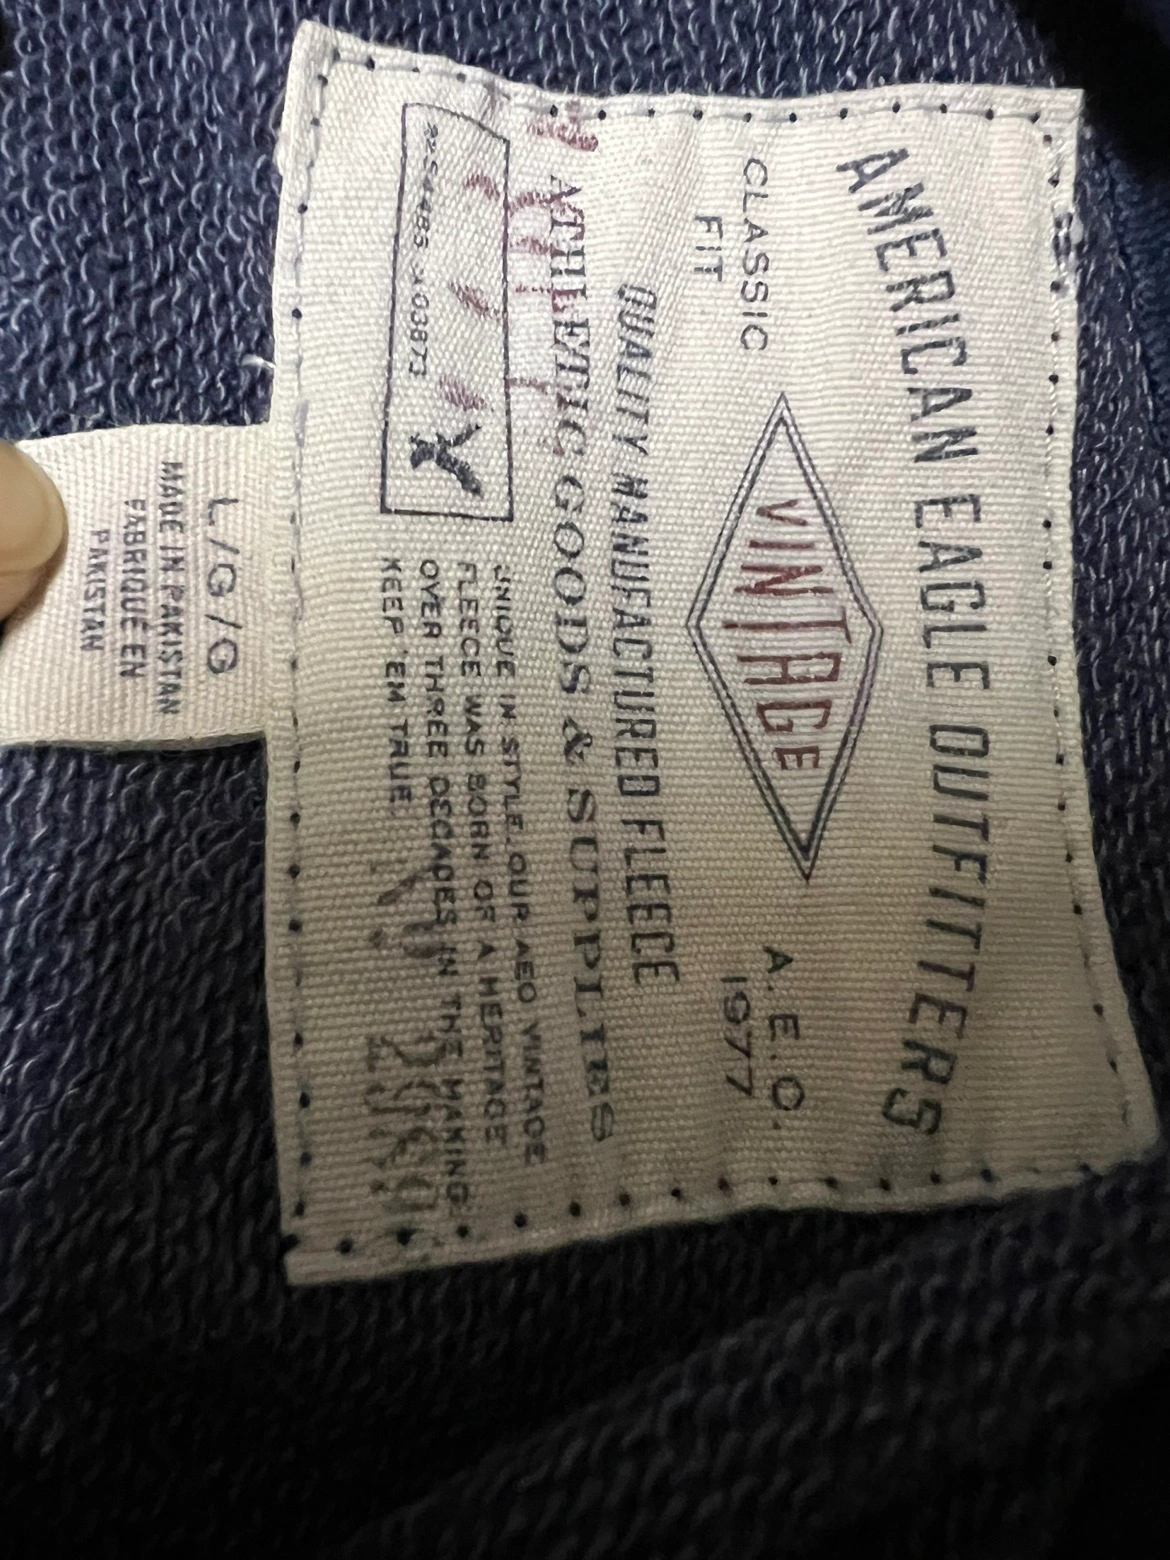 AMERICAN EAGLE OUTFITTERS
CLASSIC
FIT
VINTAGE
A.E.O.
1977
QUALITY MANUFACTURED FLEECE
ATHLETIC GOODS & SUPPLIES
UNIQUE IN STYLE. OUR AEO VINTAGE
FLEECE WAS BORN OF A HERITAGE
OVER THREE DECADES IN THE MAKING.
KEEP 'EM TRUE.
L/G/G
MADE IN PAKISTAN
FABRIQUÉ EN
PAKISTAN